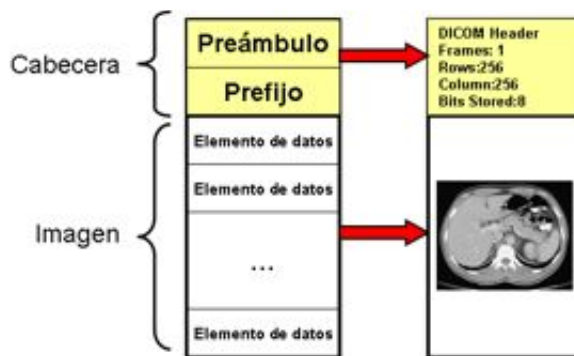 Cabecera
Preámbulo
Prefijo
DICOM Header
Frames: 1
Rows:256
Column:256
Bits Stored:8
Imagen
Elemento de datos
Elemento de datos
...
Elemento de datos